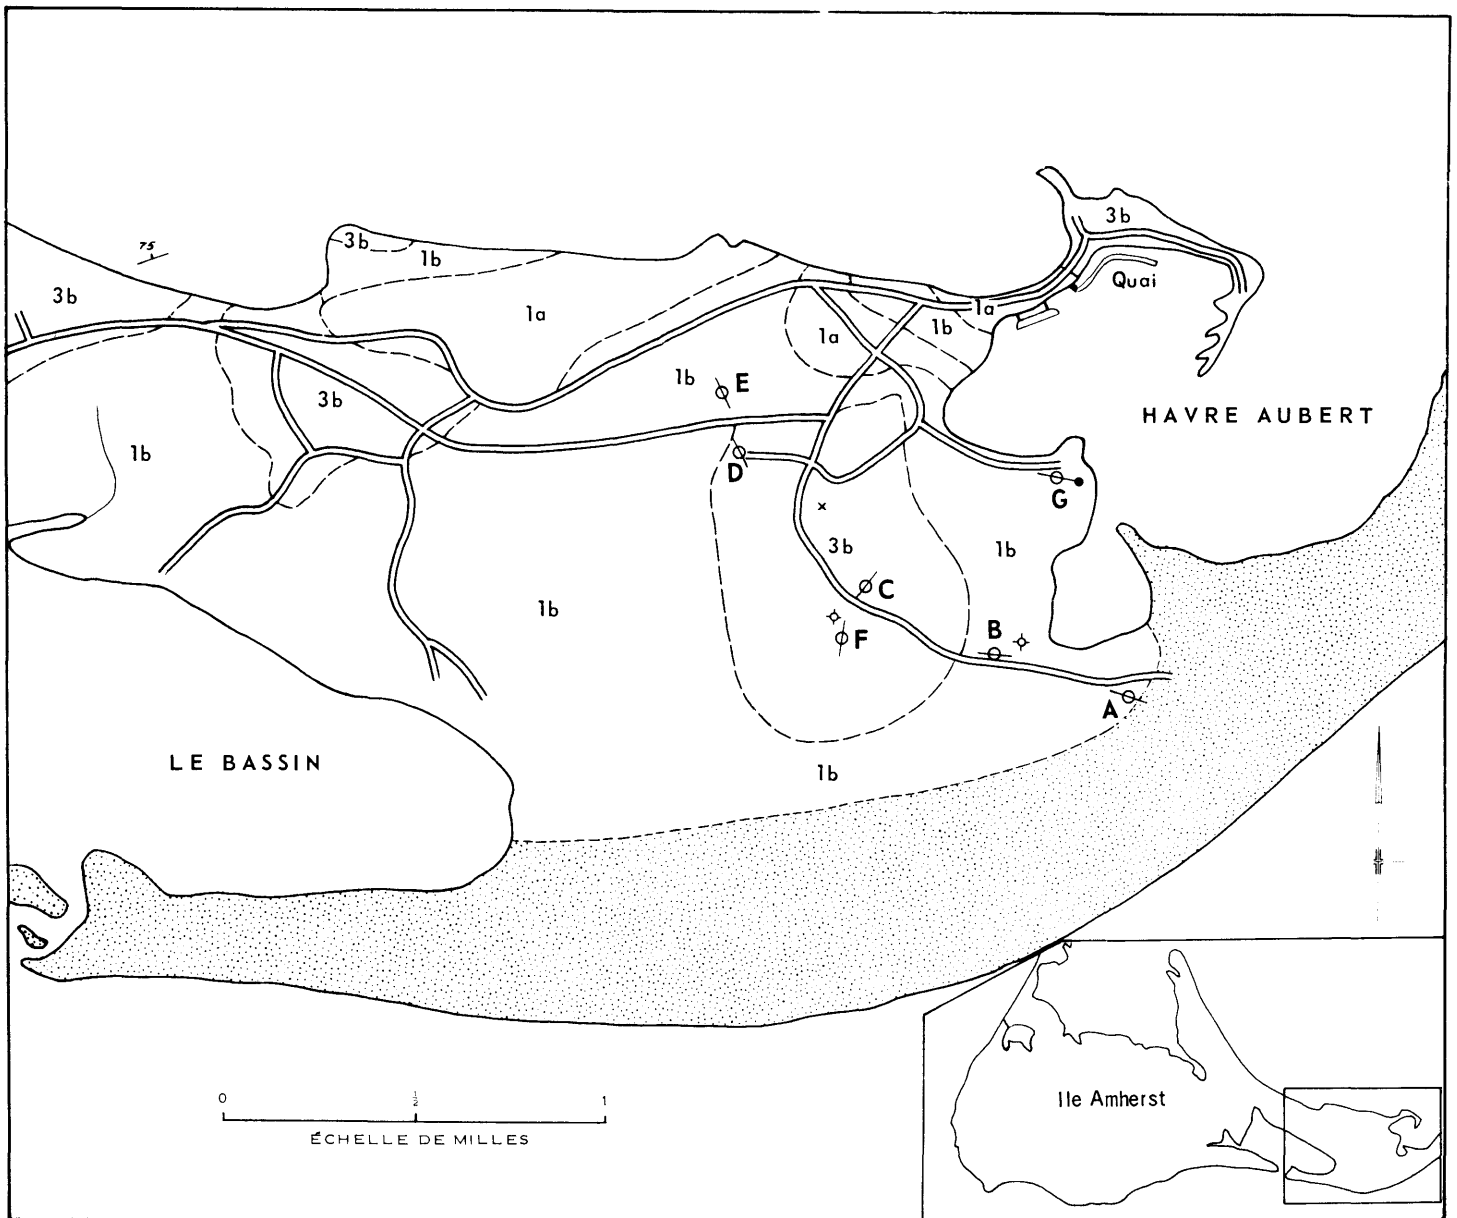 3b
Quai
75
3b
1b
3b
1a
1a
1b
1a
1b
E
3b
HAVRE AUBERT
1b
D
G
3b
1b
C
1b
B
F
A
LE BASSIN
1b
Ile Amherst
0 ½ 1
ÉCHELLE DE MILLES